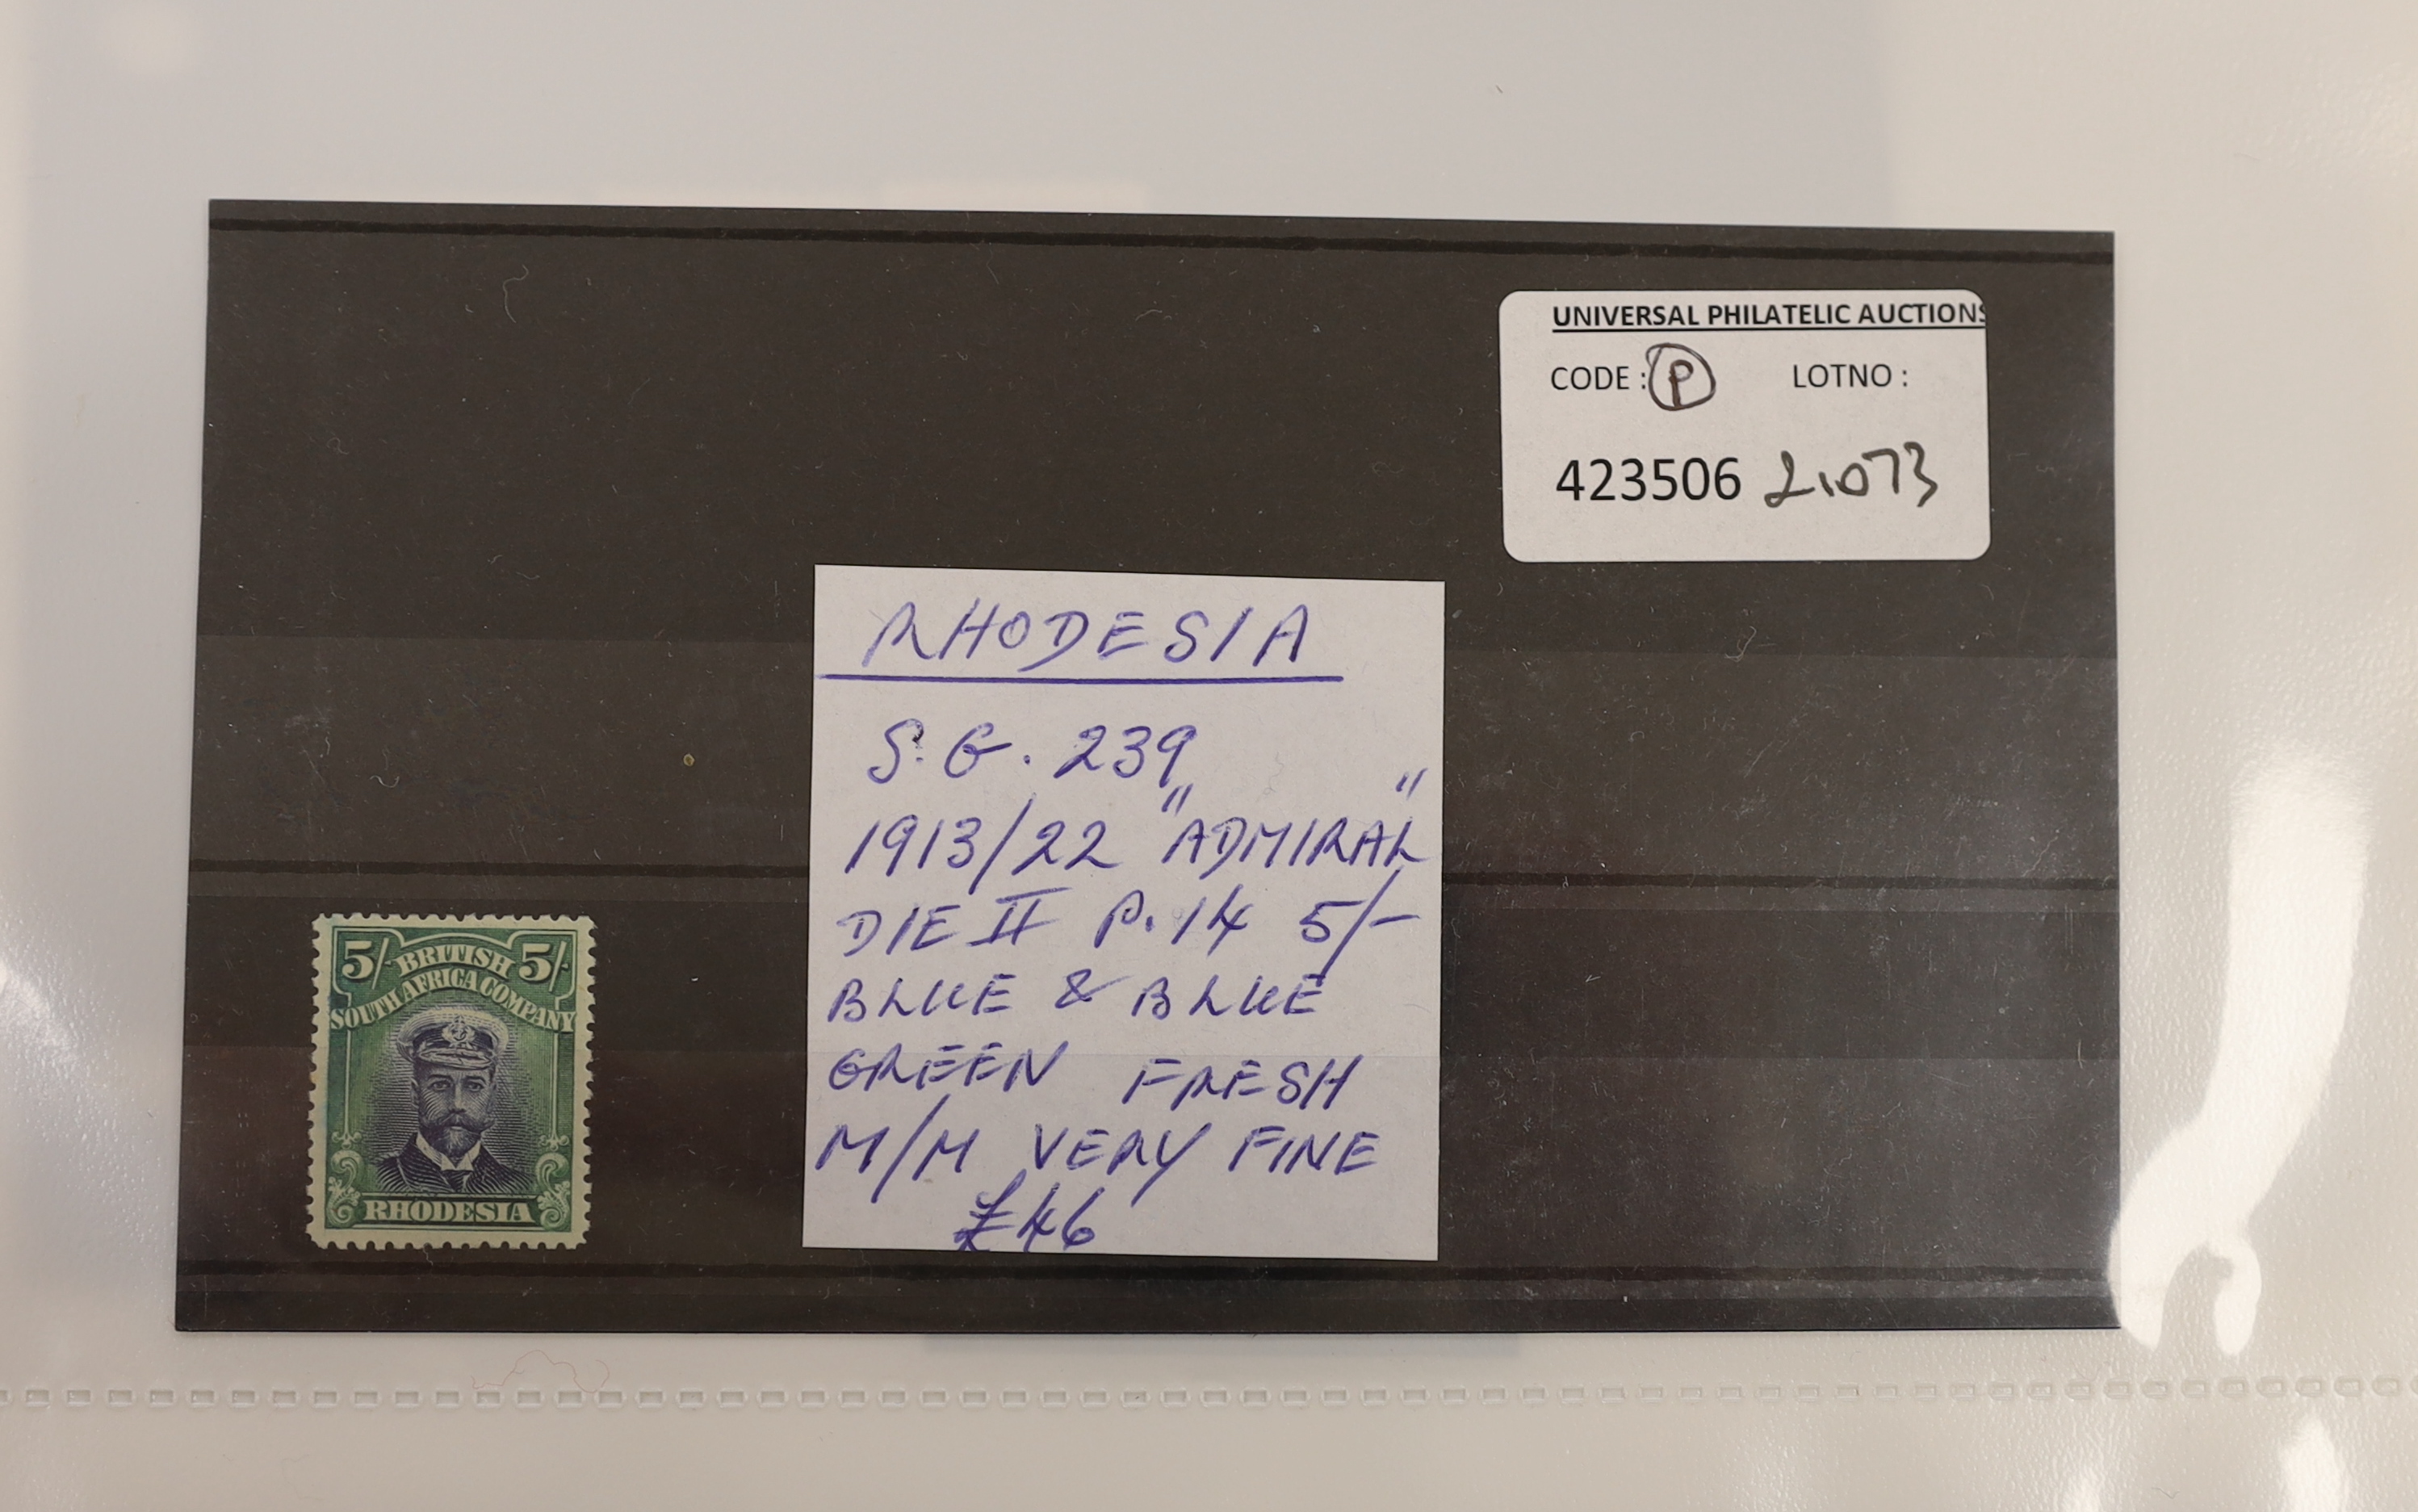 UNIVERSAL PHILATELIC AUCTIONS
CODE : P LOTNO :
423506 21073
RHODESIA
S.G. 239
1913/22 "ADMIRAL"
DIE II P.14 5/-
BLUE & BLUE
GREEN FRESH
M/M VERY FINE
£46
5/- 5/-
BRITISH
SOUTH AFRICA COMPANY
RHODESIA